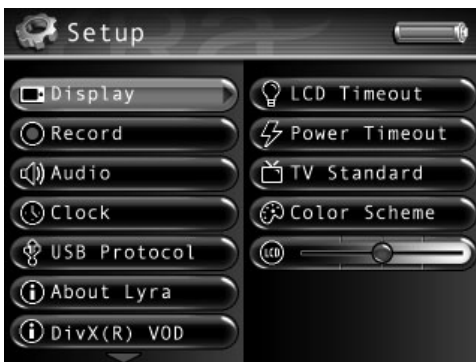 Setup
Display
Record
Audio
Clock
USB Protocol
About Lyra
DivX(R) VOD
LCD Timeout
Power Timeout
TV Standard
Color Scheme
LCD